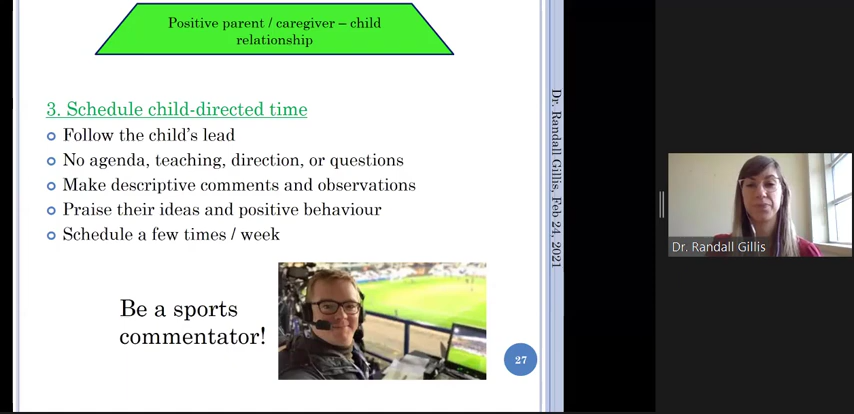 Positive parent / caregiver – child
relationship
3. Schedule child-directed time
Follow the child's lead
No agenda, teaching, direction, or questions
Make descriptive comments and observations
Praise their ideas and positive behaviour
Schedule a few times / week
Be a sports
commentator!
27
Dr. Randall Gillis, Feb 24, 2021
Dr. Randall Gillis